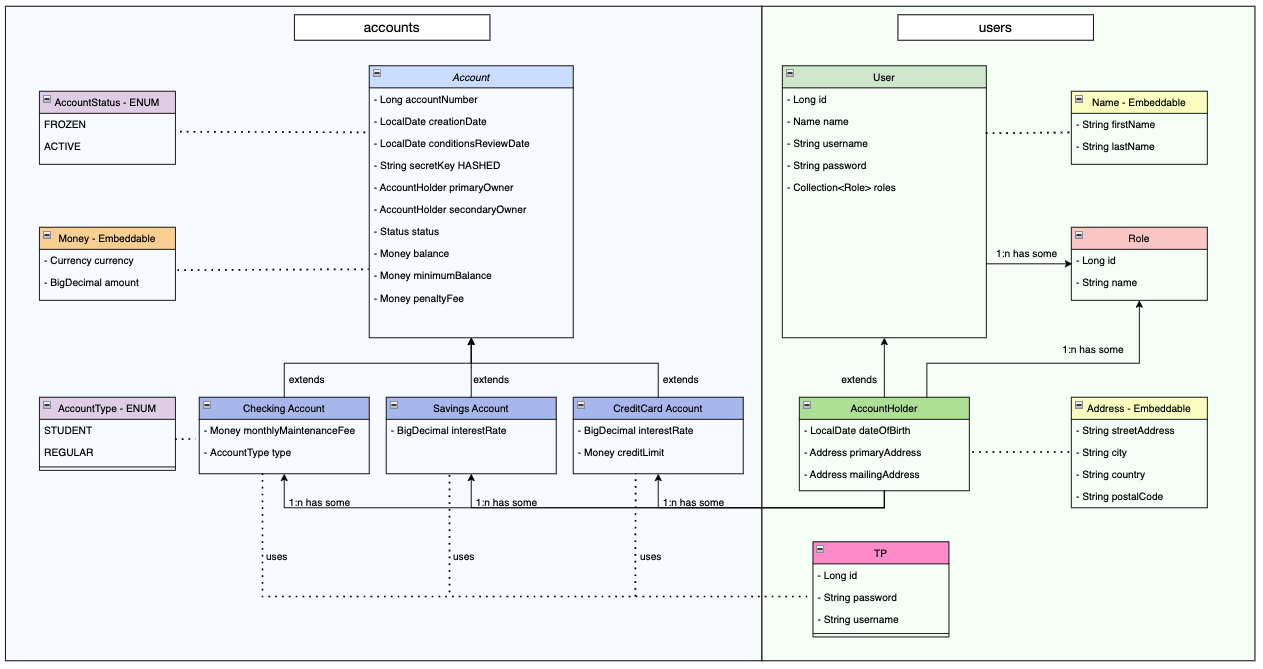 accounts
Account
- Long accountNumber
- LocalDate creationDate
- LocalDate conditionsReviewDate
- String secretKey HASHED
- AccountHolder primaryOwner
- AccountHolder secondaryOwner
- Status status
- Money balance
- Money minimumBalance
- Money penaltyFee
AccountStatus - ENUM
FROZEN
ACTIVE
Money - Embeddable
- Currency currency
- BigDecimal amount
extends
extends
extends
AccountType - ENUM
STUDENT
REGULAR
Checking Account
- Money monthlyMaintenanceFee
- AccountType type
Savings Account
- BigDecimal interestRate
CreditCard Account
- BigDecimal interestRate
- Money creditLimit
1:n has some
1:n has some
1:n has some
uses
uses
uses
users
User
- Long id
- Name name
- String username
- String password
- Collection<Role> roles
Name - Embeddable
- String firstName
- String lastName
1:n has some
Role
- Long id
- String name
1:n has some
extends
AccountHolder
- LocalDate dateOfBirth
- Address primaryAddress
- Address mailingAddress
Address - Embeddable
- String streetAddress
- String city
- String country
- String postalCode
TP
- Long id
- String password
- String username